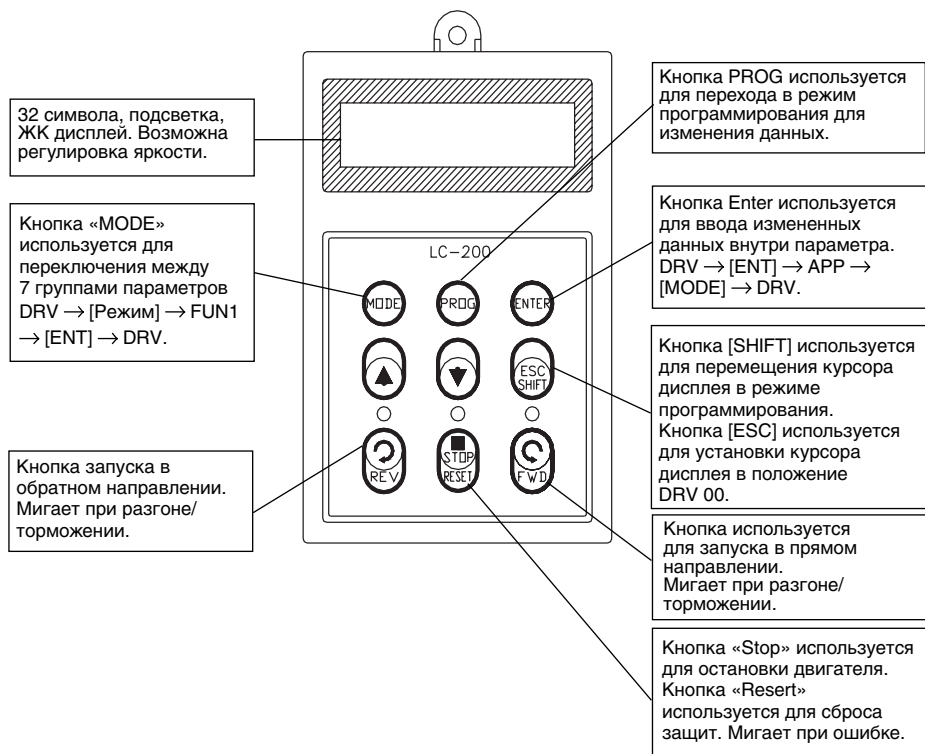 32 символа, подсветка,
ЖК дисплей. Возможна
регулировка яркости.
Кнопка «MODE»
используется для
переключения между
7 группами параметров
DRV → [Режим] → FUN1
→ [ENT] → DRV.
Кнопка запуска в
обратном направлении.
Мигает при разгоне/
торможении.
LC-200
MODE
PROG
ENTER
ESC
SHIFT
REV
STOP
RESET
FWD
Кнопка PROG используется
для перехода в режим
программирования для
изменения данных.
Кнопка Enter используется
для ввода измененных
данных внутри параметра.
DRV → [ENT] → APP →
[MODE] → DRV.
Кнопка [SHIFT] используется
для перемещения курсора
дисплея в режиме
программирования.
Кнопка [ESC] используется
для установки курсора
дисплея в положение
DRV 00.
Кнопка используется
для запуска в прямом
направлении.
Мигает при разгоне/
торможении.
Кнопка «Stop» используется
для остановки двигателя.
Кнопка «Resert»
используется для сброса
защит. Мигает при ошибке.